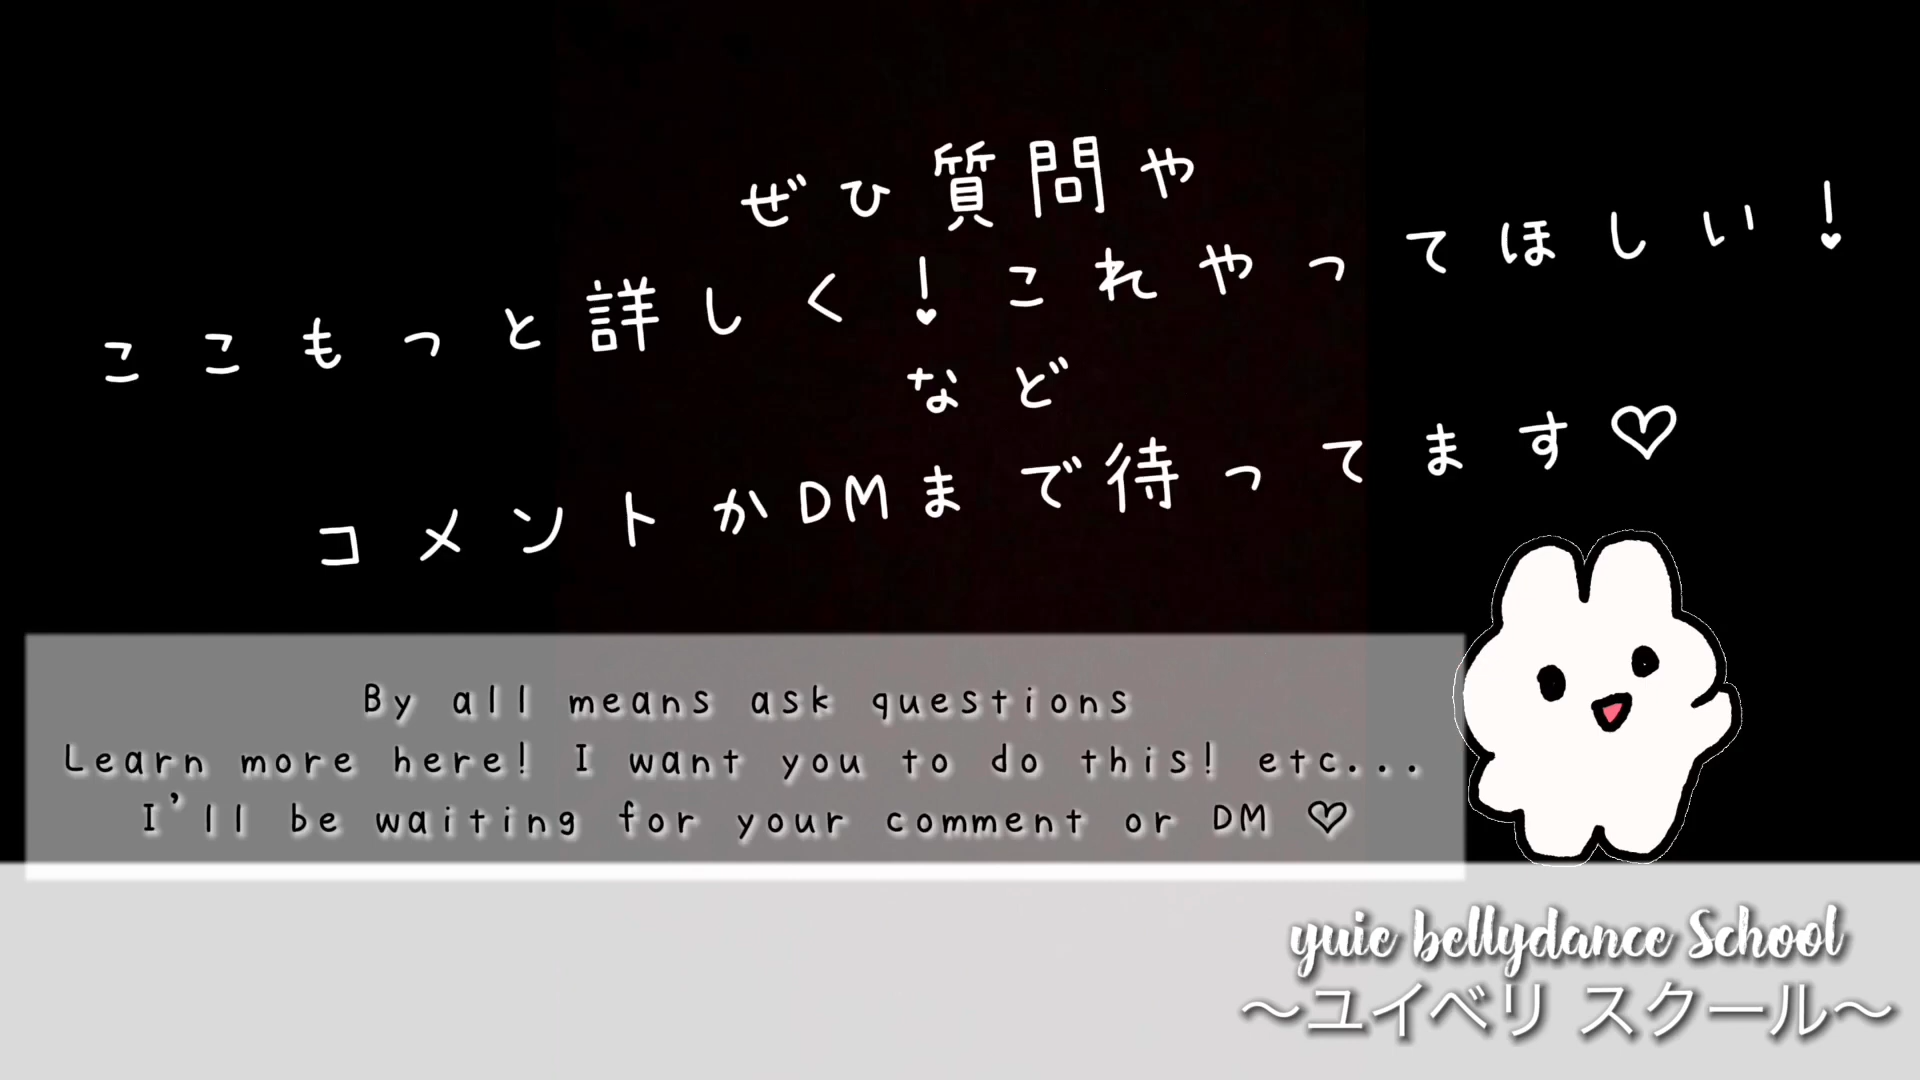 ぜひ質問や
ここもっと詳しく！これやってほしい！
など
コメントかDMまで待ってます♡
By all means ask questions
Learn more here! I want you to do this! etc...
I'll be waiting for your comment or DM ♡
yuie bellydance School
〜ユイベリ スクール〜